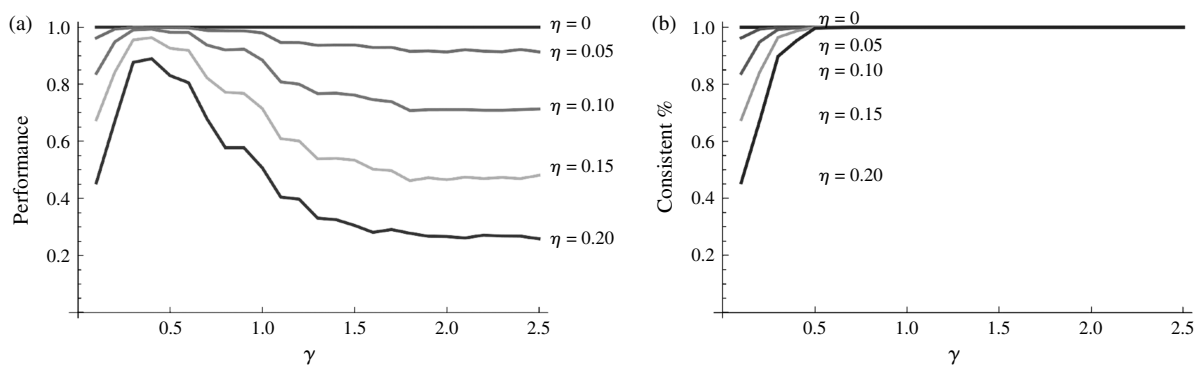 (a)
Performance
1.0
0.8
0.6
0.4
0.2
0.5
1.0
1.5
2.0
2.5
γ
η = 0
η = 0.05
η = 0.10
η = 0.15
η = 0.20
(b)
Consistent %
1.0
0.8
0.6
0.4
0.2
0.5
1.0
1.5
2.0
2.5
γ
η = 0
η = 0.05
η = 0.10
η = 0.15
η = 0.20